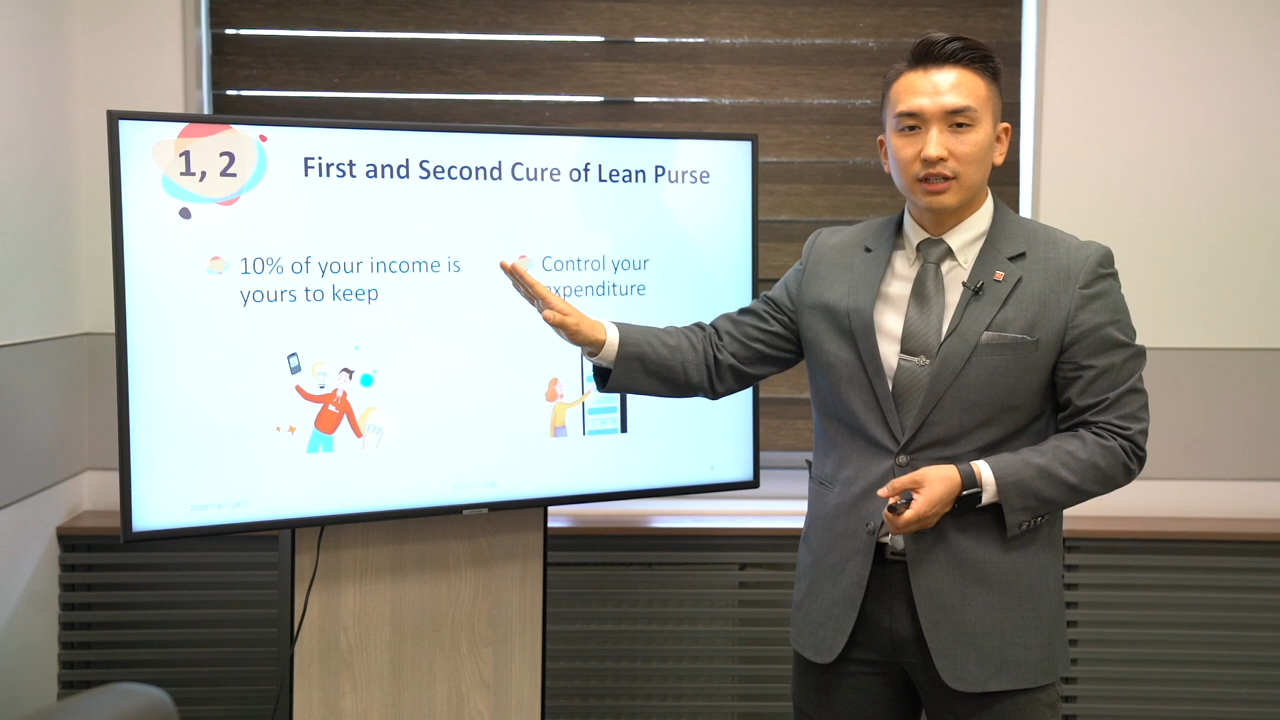 1, 2
First and Second Cure of Lean Purse
10% of your income is
yours to keep
Control your
expenditure